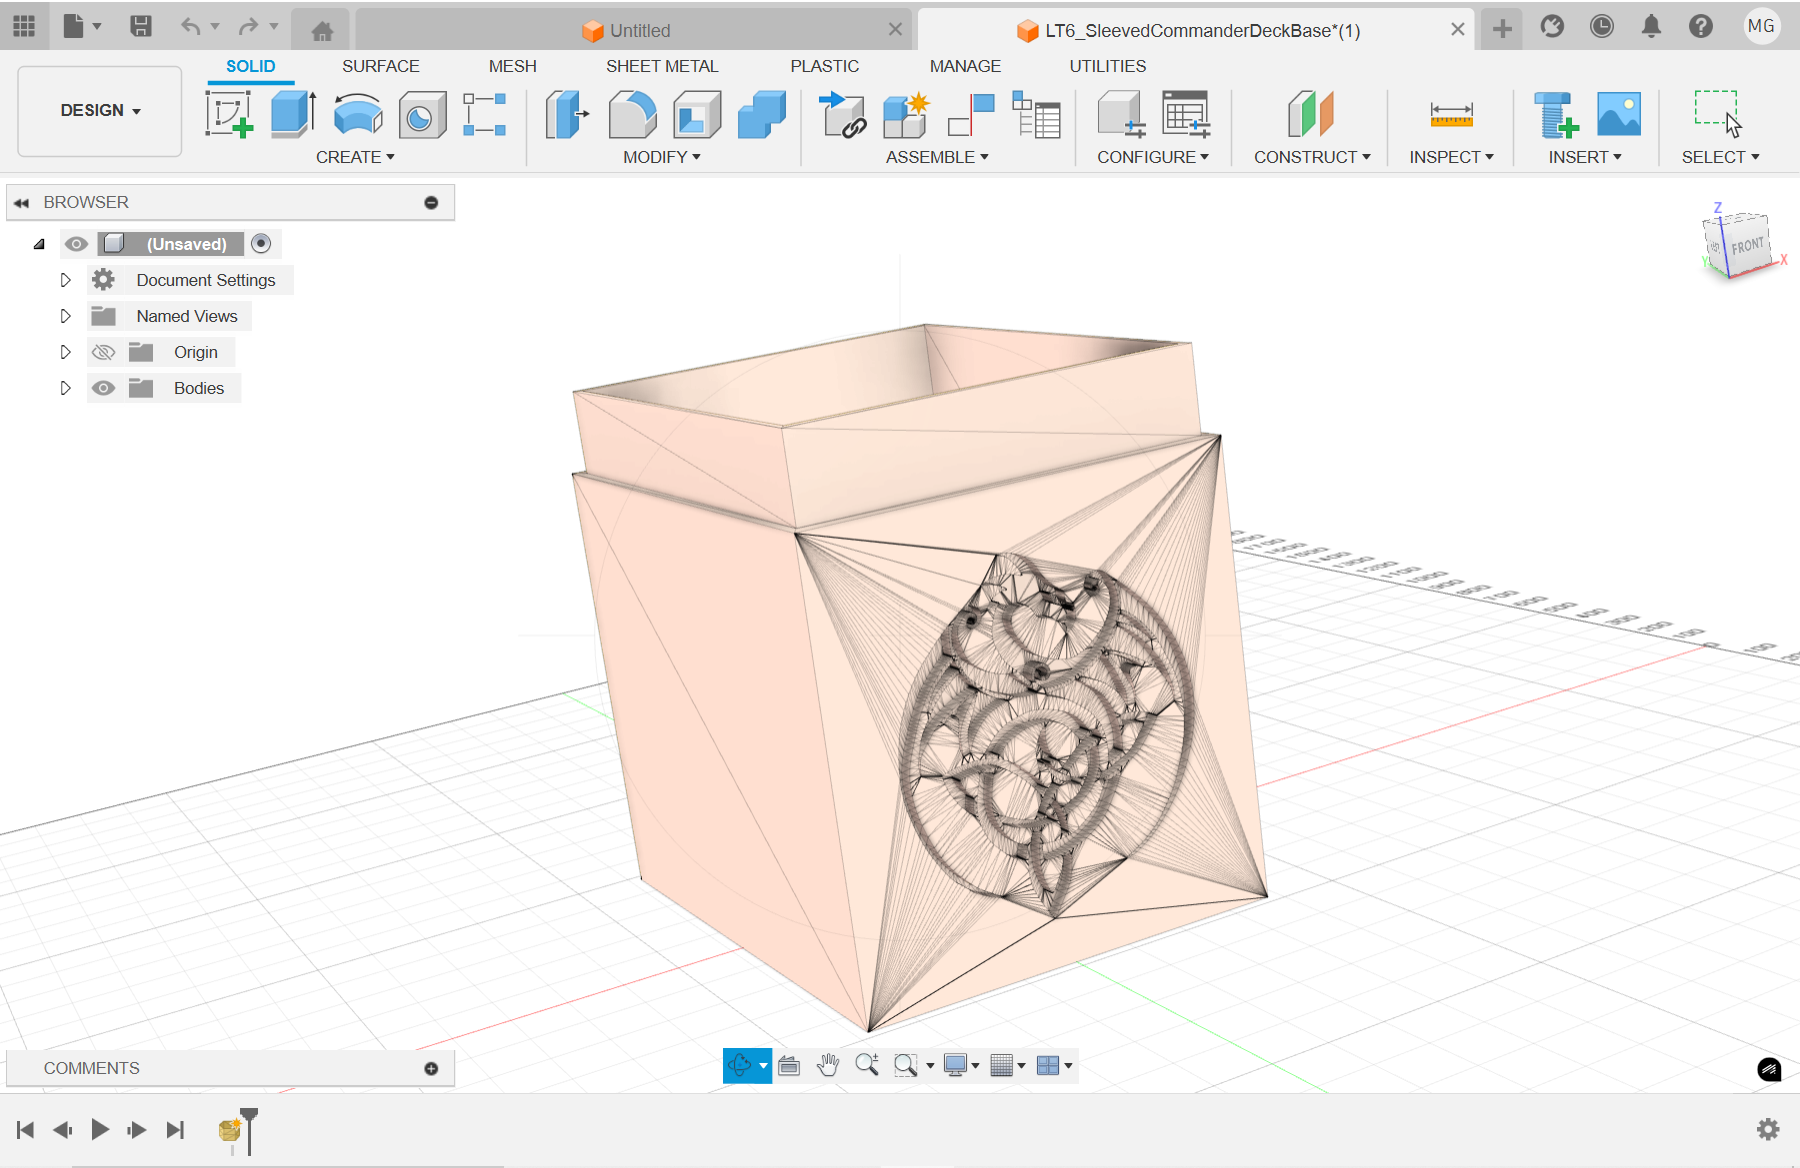 Untitled
LT6_SleevedCommanderDeckBase*(1)
MG
DESIGN
SOLID
SURFACE
MESH
SHEET METAL
PLASTIC
MANAGE
UTILITIES
CREATE
MODIFY
ASSEMBLE
CONFIGURE
CONSTRUCT
INSPECT
INSERT
SELECT
BROWSER
(Unsaved)
Document Settings
Named Views
Origin
Bodies
Z
FRONT
X
Y
COMMENTS